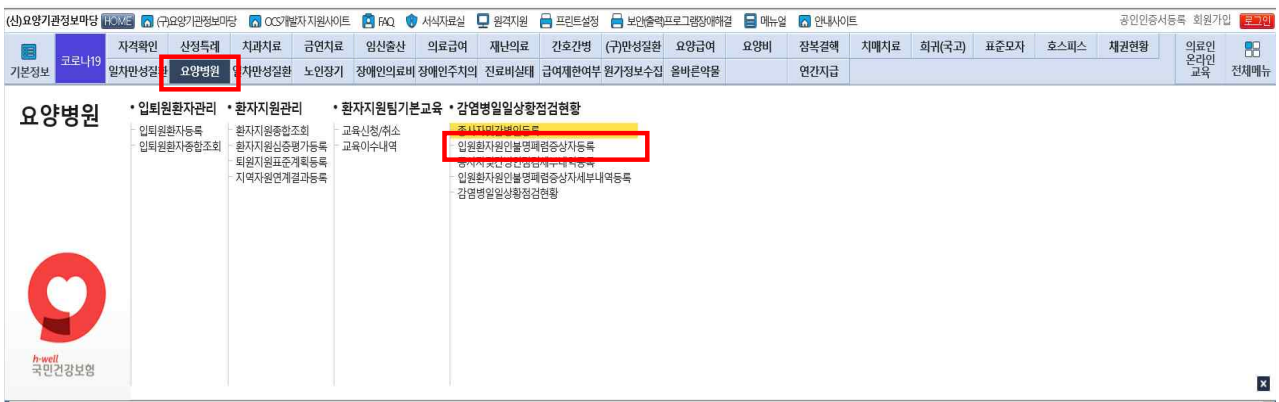 (신)요양기관정보마당 HOME (구)요양기관정보마당 OCS개발자 지원사이트 FAQ 서식자료실 원격지원 프린트설정 보안(출력)프로그램장애해결 메뉴얼 안내사이트 공인인증서등록 회원가입 로그인
기본정보 코로나19 자격확인 산정특례 치과치료 금연치료 임신출산 의료급여 재난의료 간호간병 (구)만성질환 요양급여 요양비 잠복결핵 치매치료 희귀(국고) 표준모자 호스피스 채권현황 의료인 온라인 교육 전체메뉴
일차만성질환 요양병원 일차만성질환 노인장기 장애인의료비 장애인주치의 진료비실태 급여제한여부 원가정보수집 올바른약물 연간지급
요양병원
• 입퇴원환자관리 • 환자지원관리 • 환자지원팀기본교육 • 감염병일일상황점검현황
입퇴원환자등록 환자지원종합조회 교육신청/취소
입퇴원환자종합조회 환자지원심층평가등록 교육이수내역 입원환자원인불명폐렴증상자등록
퇴원지원표준계획등록
지역자원연계결과등록 입원환자원인불명폐렴증상자세부내역등록
감염병일일상황점검현황
h-well
국민건강보험